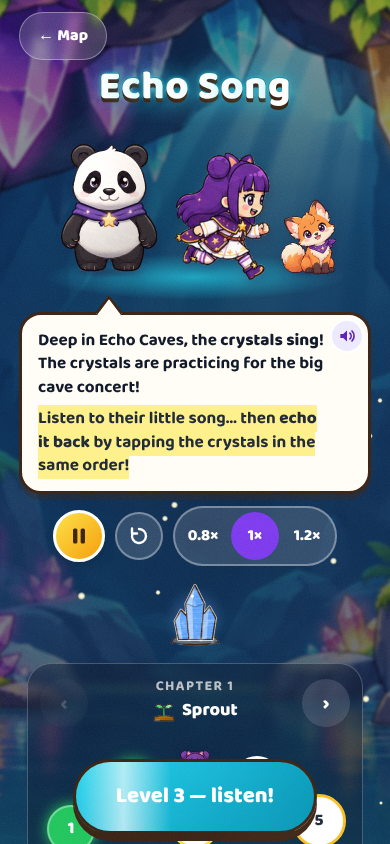 ← Map
Echo Song
Deep in Echo Caves, the crystals sing!
The crystals are practicing for the big
cave concert!
Listen to their little song... then echo
it back by tapping the crystals in the
same order!
0.8× 1× 1.2×
CHAPTER 1
‹ 🌱 Sprout ›
Level 3 — listen!
1 5